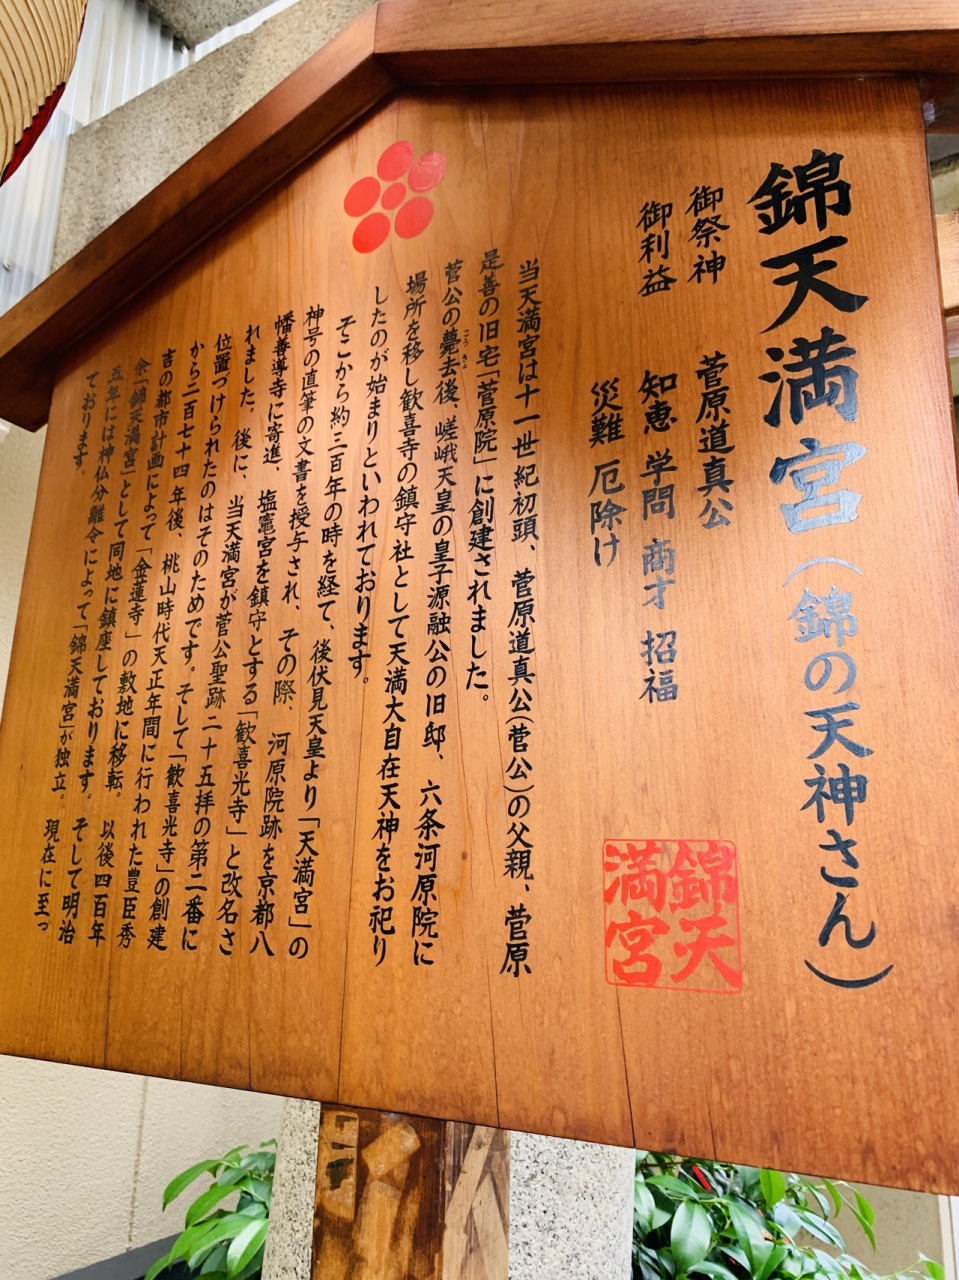 錦天満宮(錦の天神さん)
御祭神 菅原道真公
御利益 知恵 学問 商才 招福
災難 厄除け
錦天
満宮
当天満宮は十一世紀初頭、菅原道真公(菅公)の父親、菅原
是善の旧宅「菅原院」に創建されました。
菅公の薨去後、嵯峨天皇の皇子源融公の旧邸、六条河原院に
こうきょ
場所を移し歓喜寺の鎮守社として天満大自在天神をお祀り
したのが始まりといわれております。
そこから約三百年の時を経て、後伏見天皇より「天満宮」の
神号の直筆の文書を授与され、その際、河原院跡を京都八
幡善導寺に寄進、塩竈宮を鎮守とする「歓喜光寺」と改名さ
れました。後に、当天満宮が菅公聖跡二十五拝の第二番に
位置づけられたのはそのためです。そして「歓喜光寺」の創建
から二百七十四年後、桃山時代天正年間に行われた豊臣秀
吉の都市計画によって「金蓮寺」の敷地に移転。以後四百年
余「錦天満宮」として同地に鎮座しております。そして明治
五年には神仏分離令によって「錦天満宮」が独立。現在に至っ
ております。